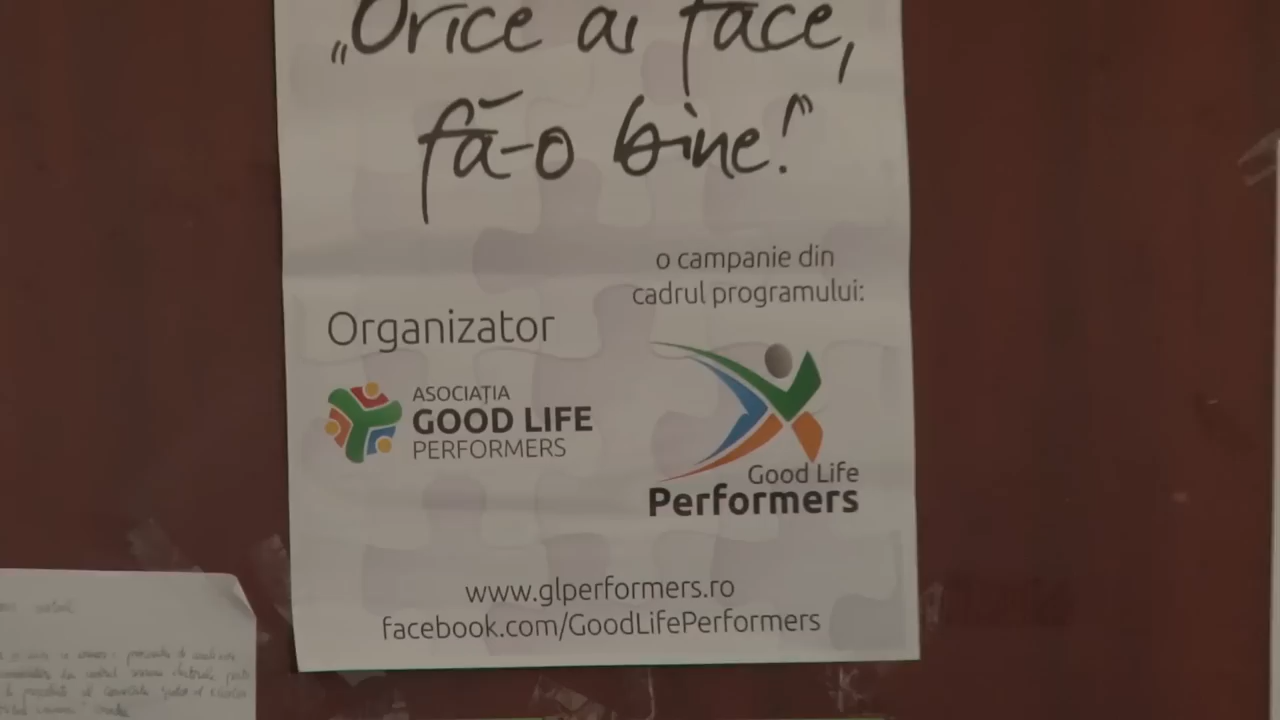 „Orice ai face,
fă-o bine!”
o campanie din
cadrul programului:
Organizator
ASOCIAȚIA
GOOD LIFE
PERFORMERS
Good Life
Performers
www.glperformers.ro
facebook.com/GoodLifePerformers